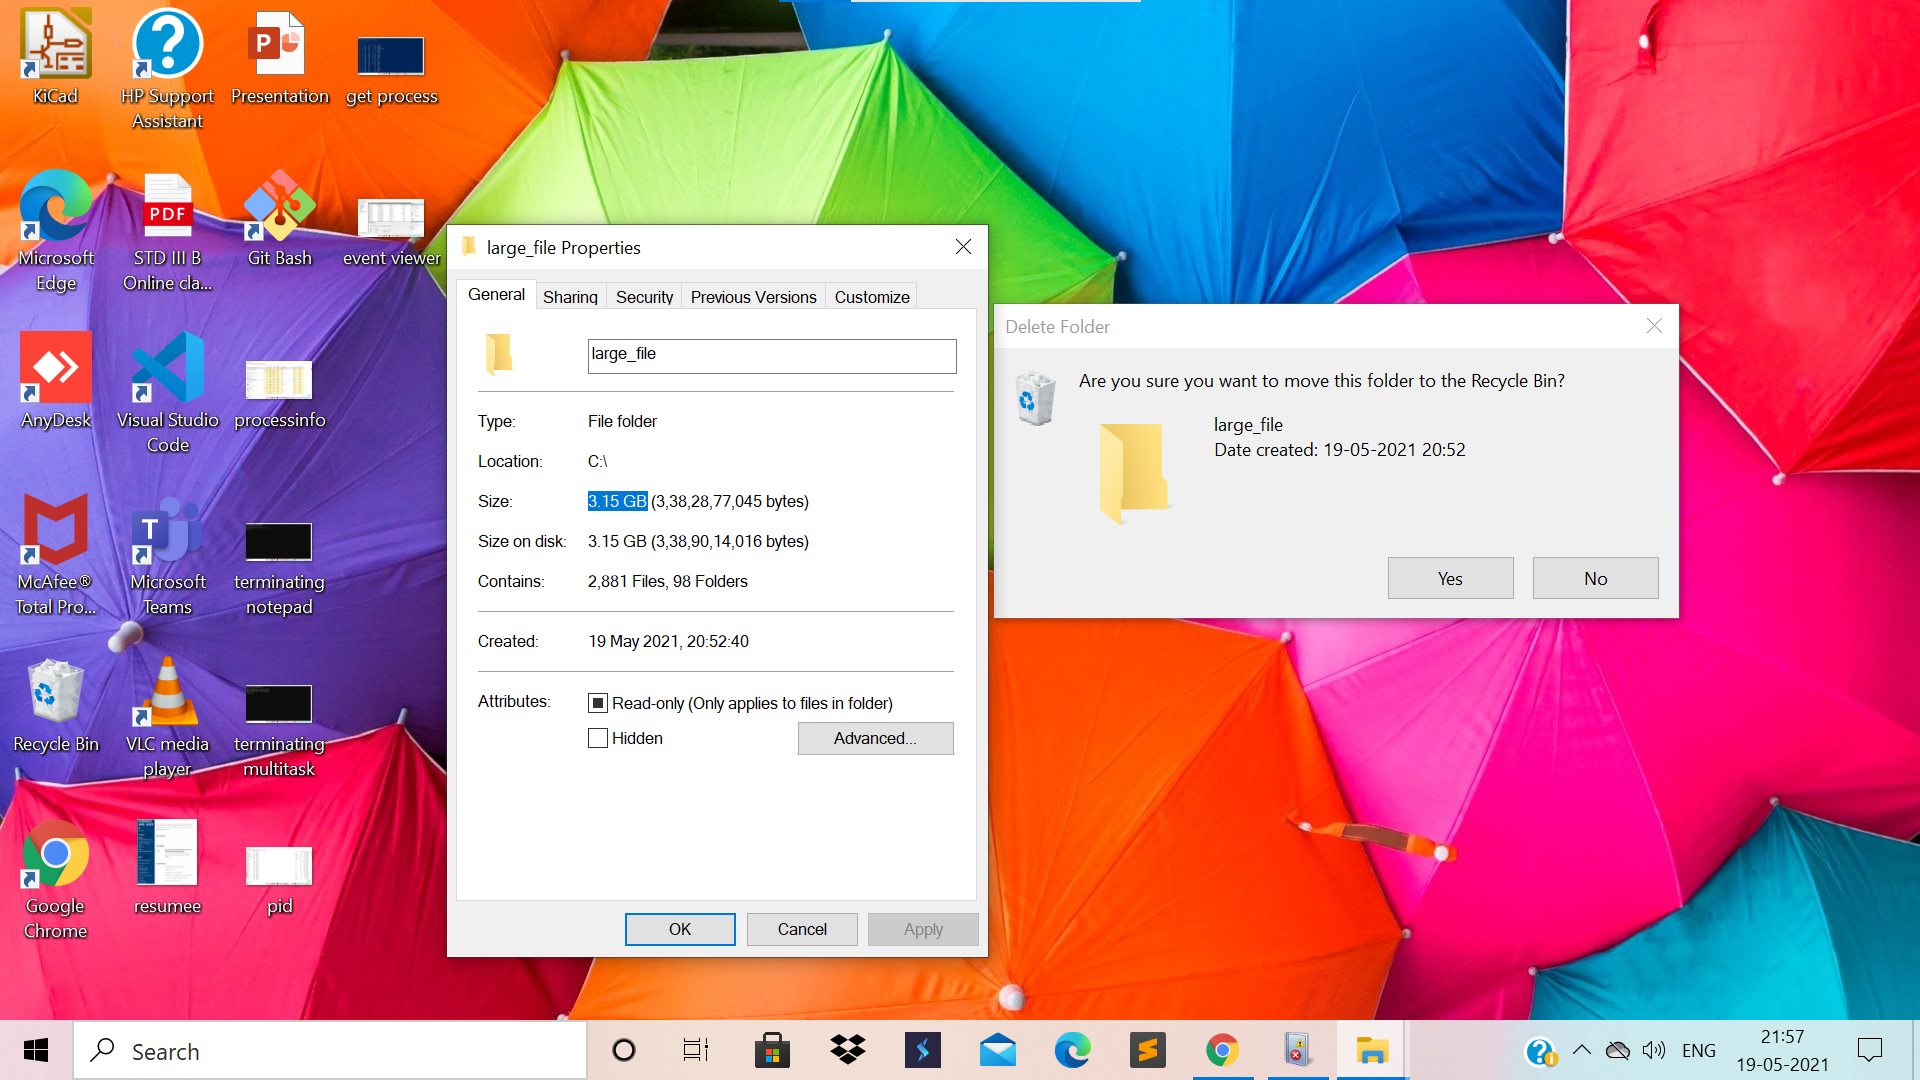 KiCad
HP Support
Assistant
Presentation
get process
Microsoft
Edge
STD III B
Online cla...
PDF
Git Bash
event viewer
AnyDesk
Visual Studio
Code
processinfo
McAfee®
Total Pro...
Microsoft
Teams
terminating
notepad
Recycle Bin
VLC media
player
terminating
multitask
Google
Chrome
resumee
pid
large_file Properties
General
Sharing
Security
Previous Versions
Customize
large_file
Type: File folder
Location: C:\
Size: 3.15 GB (3,38,28,77,045 bytes)
Size on disk: 3.15 GB (3,38,90,14,016 bytes)
Contains: 2,881 Files, 98 Folders
Created: 19 May 2021, 20:52:40
Attributes: Read-only (Only applies to files in folder)
Hidden
Advanced...
OK
Cancel
Apply
Delete Folder
Are you sure you want to move this folder to the Recycle Bin?
large_file
Date created: 19-05-2021 20:52
Yes
No
Search
ENG
21:57
19-05-2021